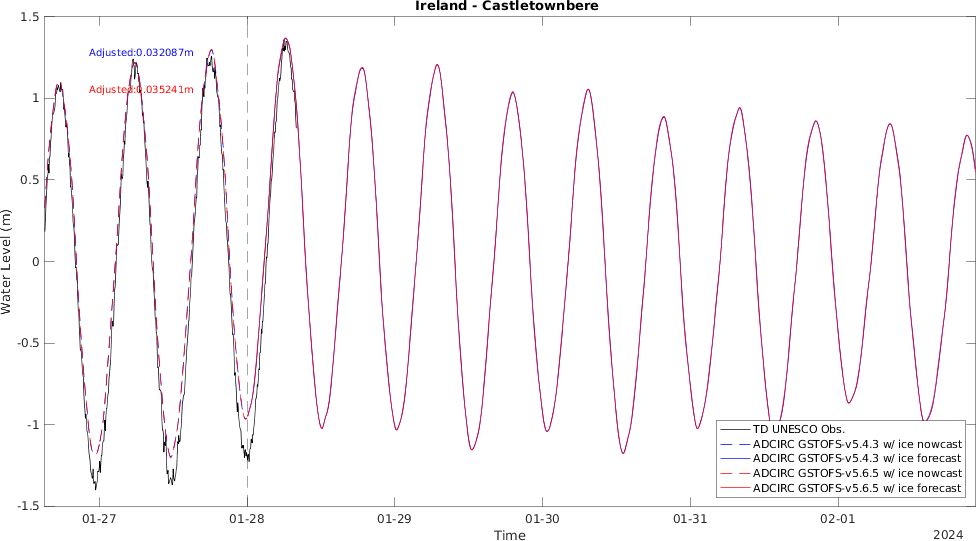 Ireland - Castletownbere
1.5
Adjusted:0.032087m
Adjusted:0.035241m
1
0.5
0
-0.5
-1
-1.5
Water Level (m)
TD UNESCO Obs.
ADCIRC GSTOFS-v5.4.3 w/ ice nowcast
ADCIRC GSTOFS-v5.4.3 w/ ice forecast
ADCIRC GSTOFS-v5.6.5 w/ ice nowcast
ADCIRC GSTOFS-v5.6.5 w/ ice forecast
01-27 01-28 01-29 01-30 01-31 02-01
Time
2024